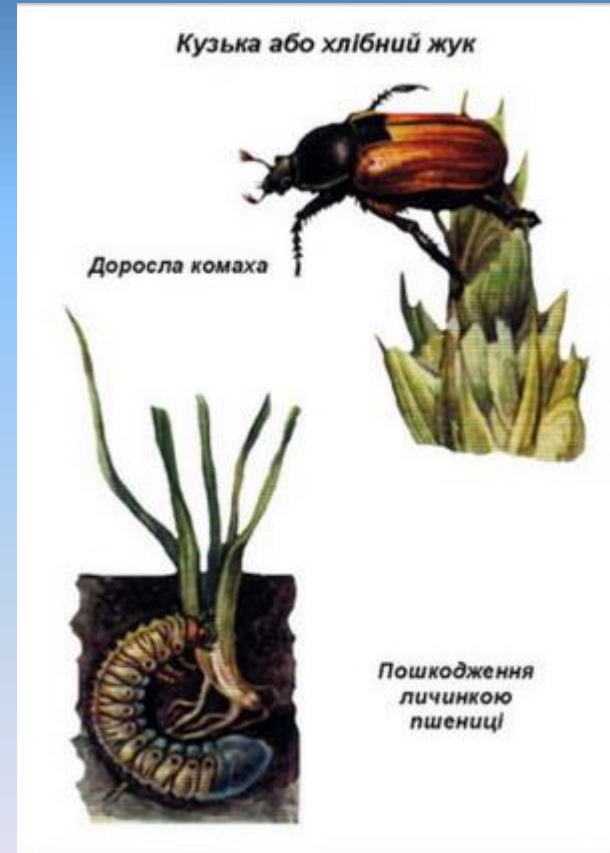 Кузька або хлібний жук
Доросла комаха
Пошкодження
личинкою
пшениці